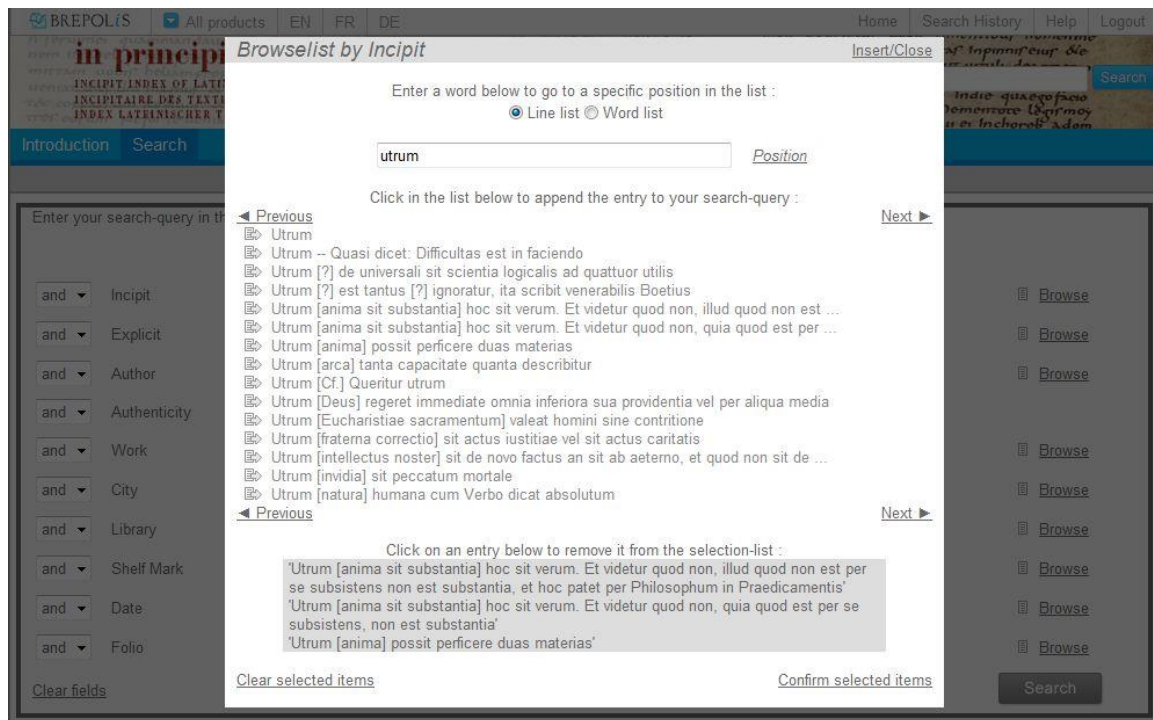 BREPOLiS All products EN FR DE Home Search History Help Logout
in principi
INCIPIT INDEX OF LATI
INCIPITAIRE DES TEXTE
INDEX LATEINISCHER T
Search
Introduction Search
Browselist by Incipit Insert/Close
Enter a word below to go to a specific position in the list :
Line list Word list
utrum Position
Click in the list below to append the entry to your search-query :
◄ Previous Next ►
Utrum
Utrum -- Quasi dicet: Difficultas est in faciendo
Utrum [?] de universali sit scientia logicalis ad quattuor utilis
Utrum [?] est tantus [?] ignoratur, ita scribit venerabilis Boetius
Utrum [anima sit substantia] hoc sit verum. Et videtur quod non, illud quod non est ...
Utrum [anima sit substantia] hoc sit verum. Et videtur quod non, quia quod est per ...
Utrum [anima] possit perficere duas materias
Utrum [arca] tanta capacitate quanta describitur
Utrum [Cf.] Queritur utrum
Utrum [Deus] regeret immediate omnia inferiora sua providentia vel per aliqua media
Utrum [Eucharistiae sacramentum] valeat homini sine contritione
Utrum [fraterna correctio] sit actus iustitiae vel sit actus caritatis
Utrum [intellectus noster] sit de novo factus an sit ab aeterno, et quod non sit de ...
Utrum [invidia] sit peccatum mortale
Utrum [natura] humana cum Verbo dicat absolutum
◄ Previous Next ►
Click on an entry below to remove it from the selection-list :
'Utrum [anima sit substantia] hoc sit verum. Et videtur quod non, illud quod non est per
se subsistens non est substantia, et hoc patet per Philosophum in Praedicamentis'
'Utrum [anima sit substantia] hoc sit verum. Et videtur quod non, quia quod est per se
subsistens, non est substantia'
'Utrum [anima] possit perficere duas materias'
Clear selected items Confirm selected items
Enter your search-query in th
and Incipit Browse
and Explicit Browse
and Author Browse
and Authenticity
and Work Browse
and City Browse
and Library Browse
and Shelf Mark Browse
and Date Browse
and Folio Browse
Clear fields Search